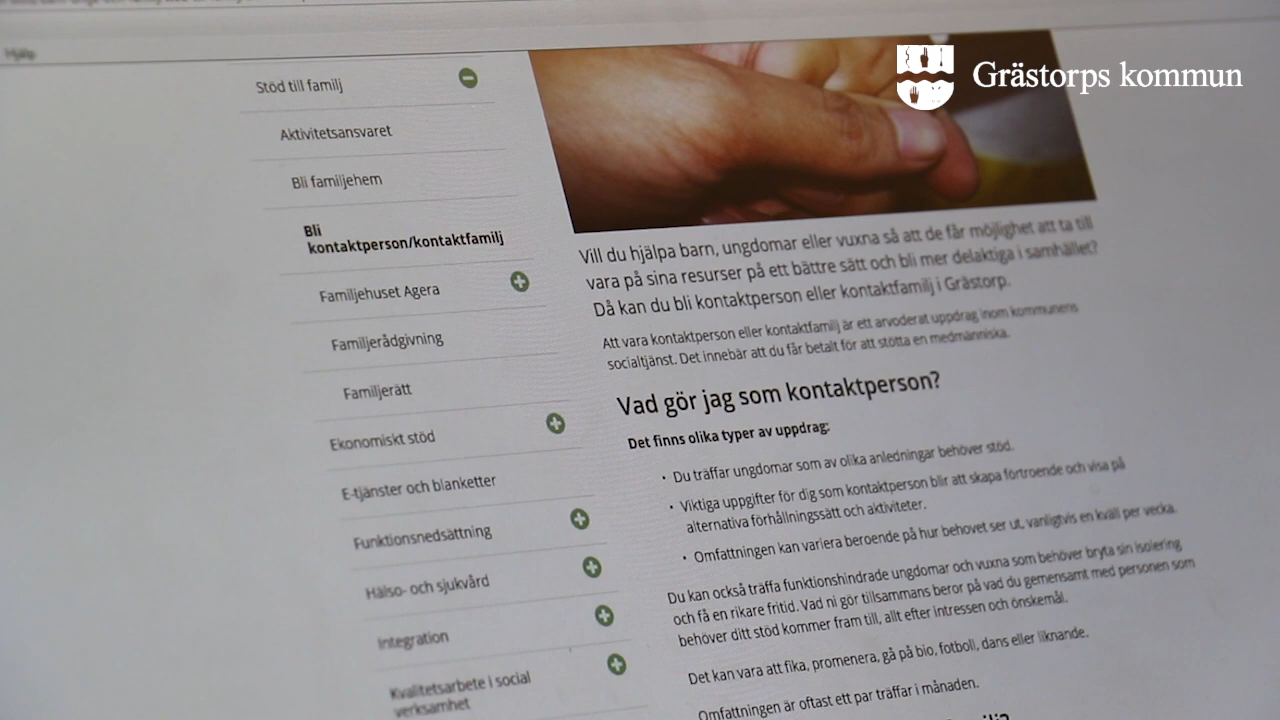 Hjälp
Grästorps kommun
Stöd till familj
Aktivitetsansvaret
Bli familjehem
Bli
kontaktperson/kontaktfamilj
Familjehuset Agera
Familjerådgivning
Familjerätt
Ekonomiskt stöd
E-tjänster och blanketter
Funktionsnedsättning
Hälso- och sjukvård
Integration
Kvalitetsarbete i social
verksamhet
Vill du hjälpa barn, ungdomar eller vuxna så att de får möjlighet att ta till
vara på sina resurser på ett bättre sätt och bli mer delaktiga i samhället?
Då kan du bli kontaktperson eller kontaktfamilj i Grästorp.
Att vara kontaktperson eller kontaktfamilj är ett arvoderat uppdrag inom kommunens
socialtjänst. Det innebär att du får betalt för att stötta en medmänniska.
Vad gör jag som kontaktperson?
Det finns olika typer av uppdrag:
• Du träffar ungdomar som av olika anledningar behöver stöd.
• Viktiga uppgifter för dig som kontaktperson blir att skapa förtroende och visa på
alternativa förhållningssätt och aktiviteter.
• Omfattningen kan variera beroende på hur behovet ser ut, vanligtvis en kväll per vecka.
Du kan också träffa funktionshindrade ungdomar och vuxna som behöver bryta sin isolering
och få en rikare fritid. Vad ni gör tillsammans beror på vad du gemensamt med personen som
behöver ditt stöd kommer fram till, allt efter intressen och önskemål.
Det kan vara att fika, promenera, gå på bio, fotboll, dans eller liknande.
Omfattningen är oftast ett par träffar i månaden.